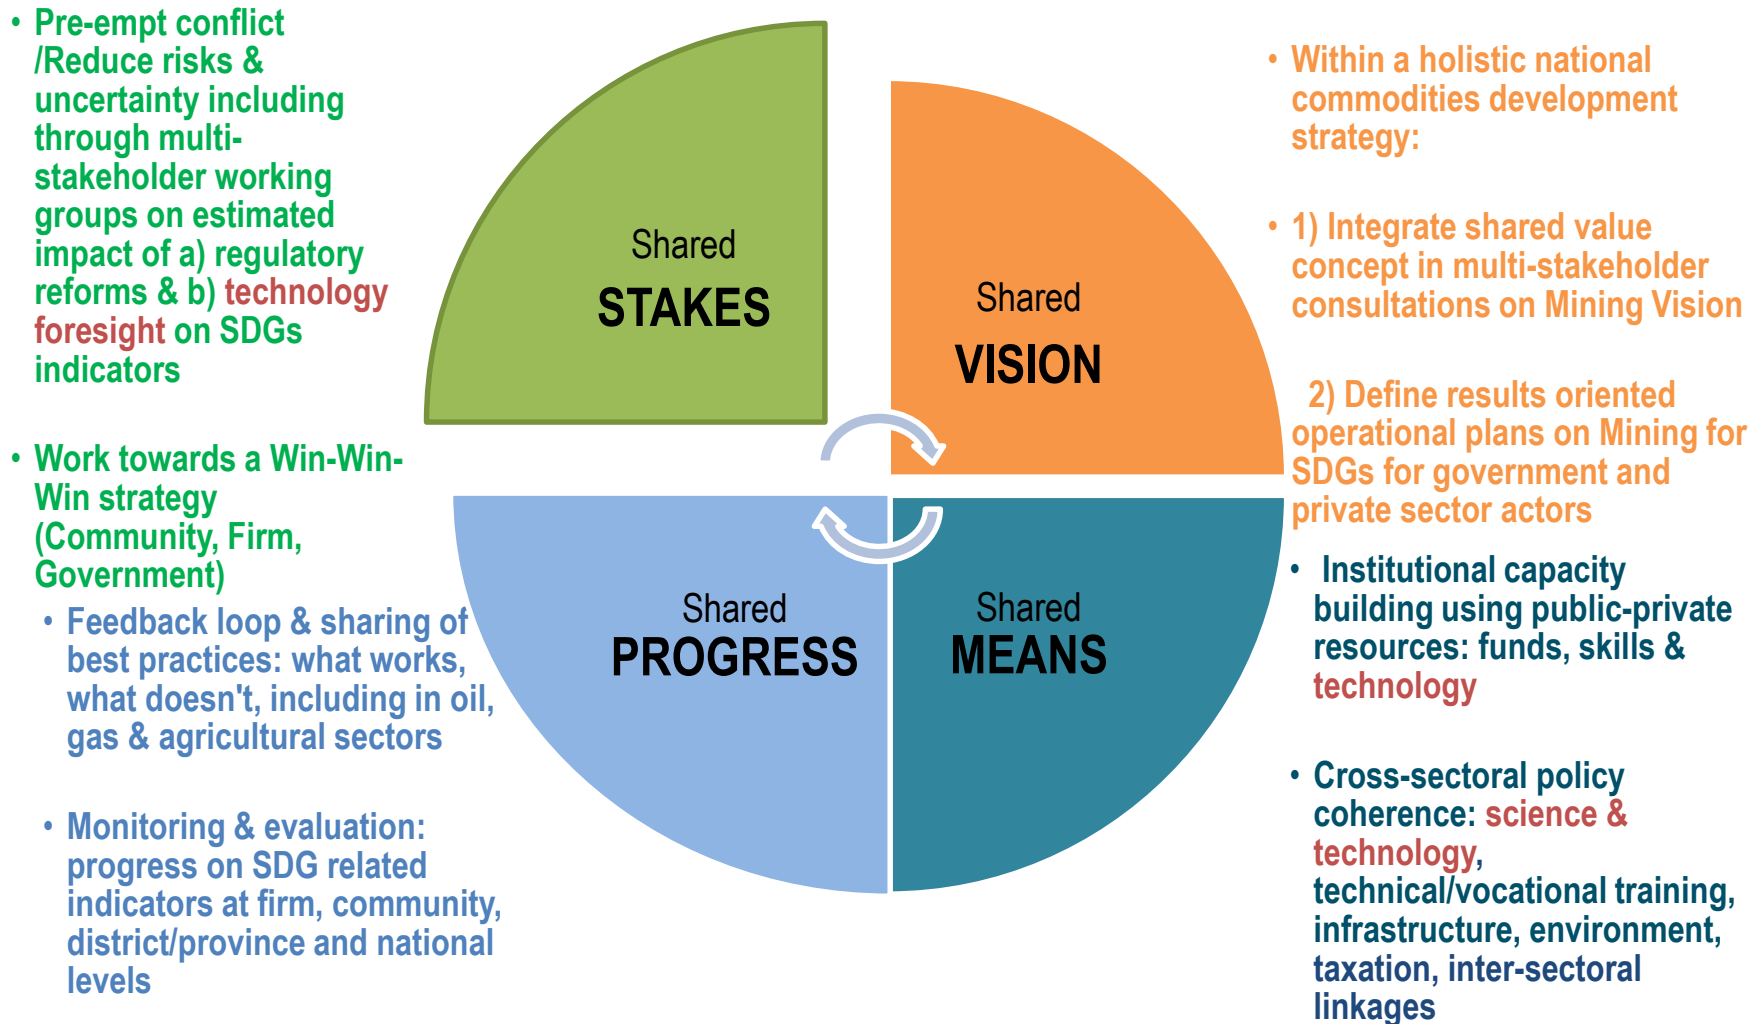 • Pre-empt conflict
/Reduce risks &
uncertainty including
through multi-
stakeholder working
groups on estimated
impact of a) regulatory
reforms & b) technology
foresight on SDGs
indicators
• Work towards a Win-Win-
Win strategy
(Community, Firm,
Government)
• Feedback loop & sharing of
best practices: what works,
what doesn't, including in oil,
gas & agricultural sectors
• Monitoring & evaluation:
progress on SDG related
indicators at firm, community,
district/province and national
levels
Shared
STAKES
Shared
VISION
Shared
PROGRESS
Shared
MEANS
• Within a holistic national
commodities development
strategy:
• 1) Integrate shared value
concept in multi-stakeholder
consultations on Mining Vision
2) Define results oriented
operational plans on Mining for
SDGs for government and
private sector actors
• Institutional capacity
building using public-private
resources: funds, skills &
technology
• Cross-sectoral policy
coherence: science &
technology,
technical/vocational training,
infrastructure, environment,
taxation, inter-sectoral
linkages